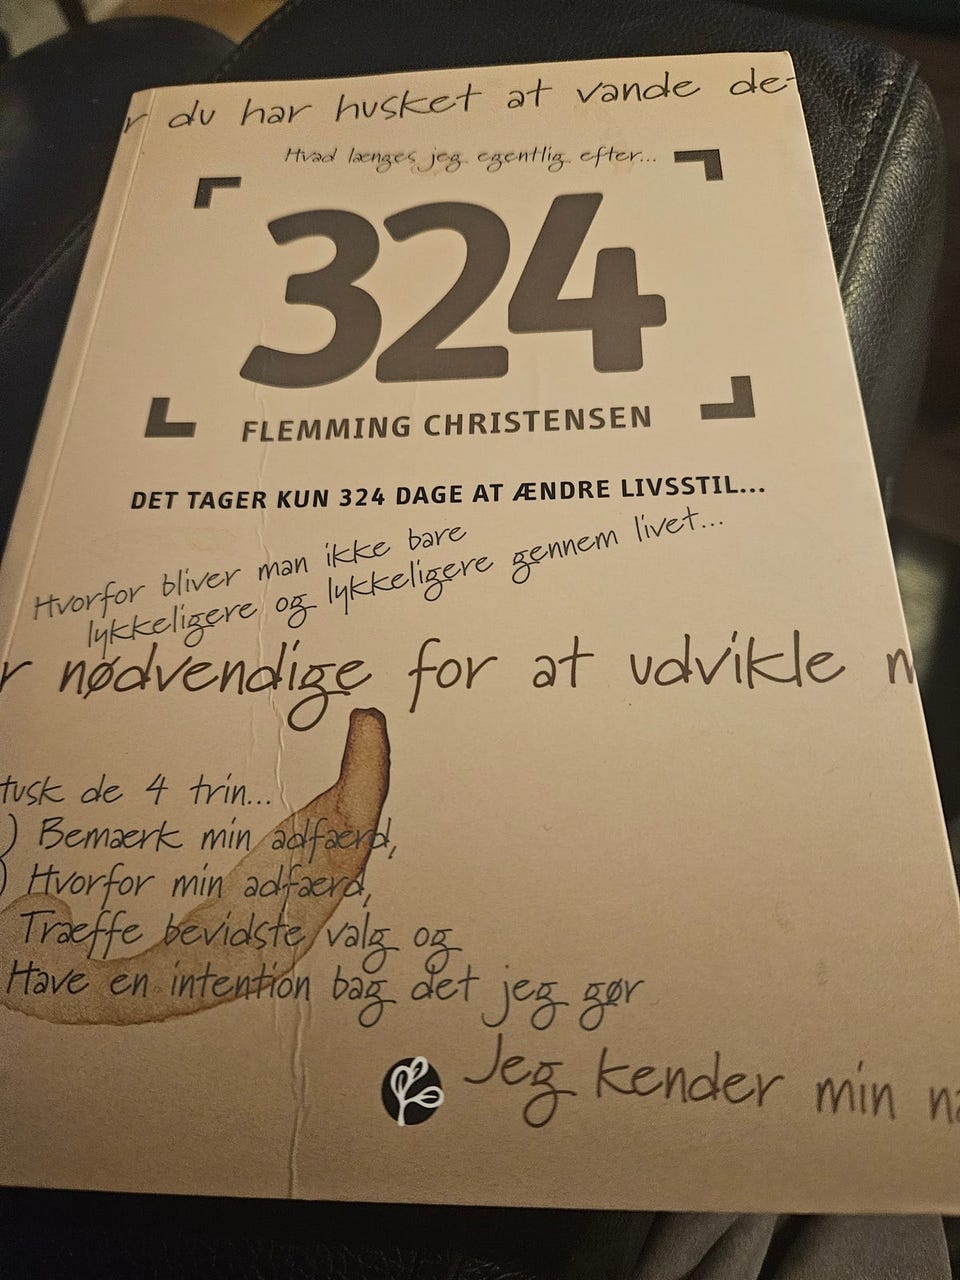 r du har husket at vande de
Hvad længes jeg egentlig efter...
324
FLEMMING CHRISTENSEN
DET TAGER KUN 324 DAGE AT ÆNDRE LIVSSTIL...
Hvorfor bliver man ikke bare
lykkeligere og lykkeligere gennem livet...
r nødvendige for at udvikle m
tusk de 4 trin...
) Bemærk min adfærd,
) Hvorfor min adfærd,
Træffe bevidste valg og
Have en intention bag det jeg gør
Jeg kender min na